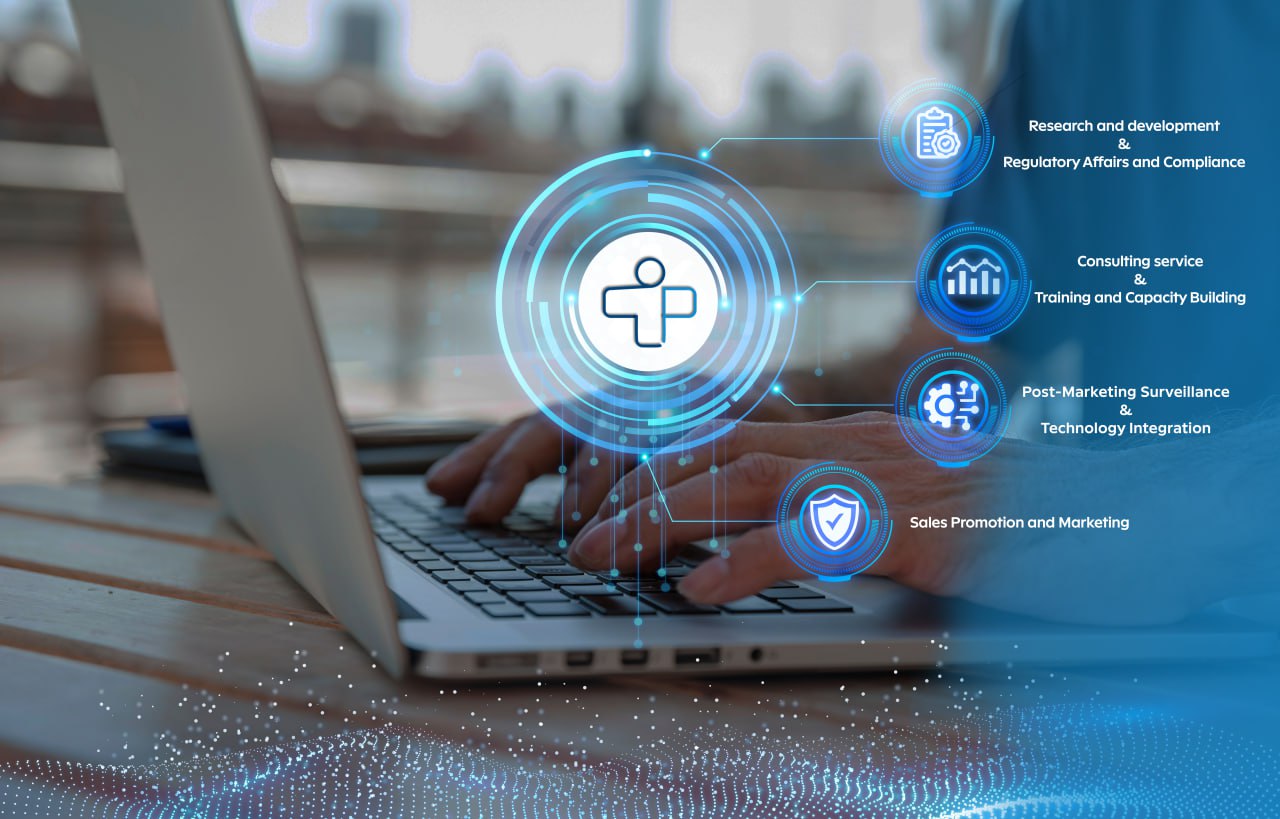 Research and development
&
Regulatory Affairs and Compliance
Consulting service
&
Training and Capacity Building
Post-Marketing Surveillance
&
Technology Integration
Sales Promotion and Marketing